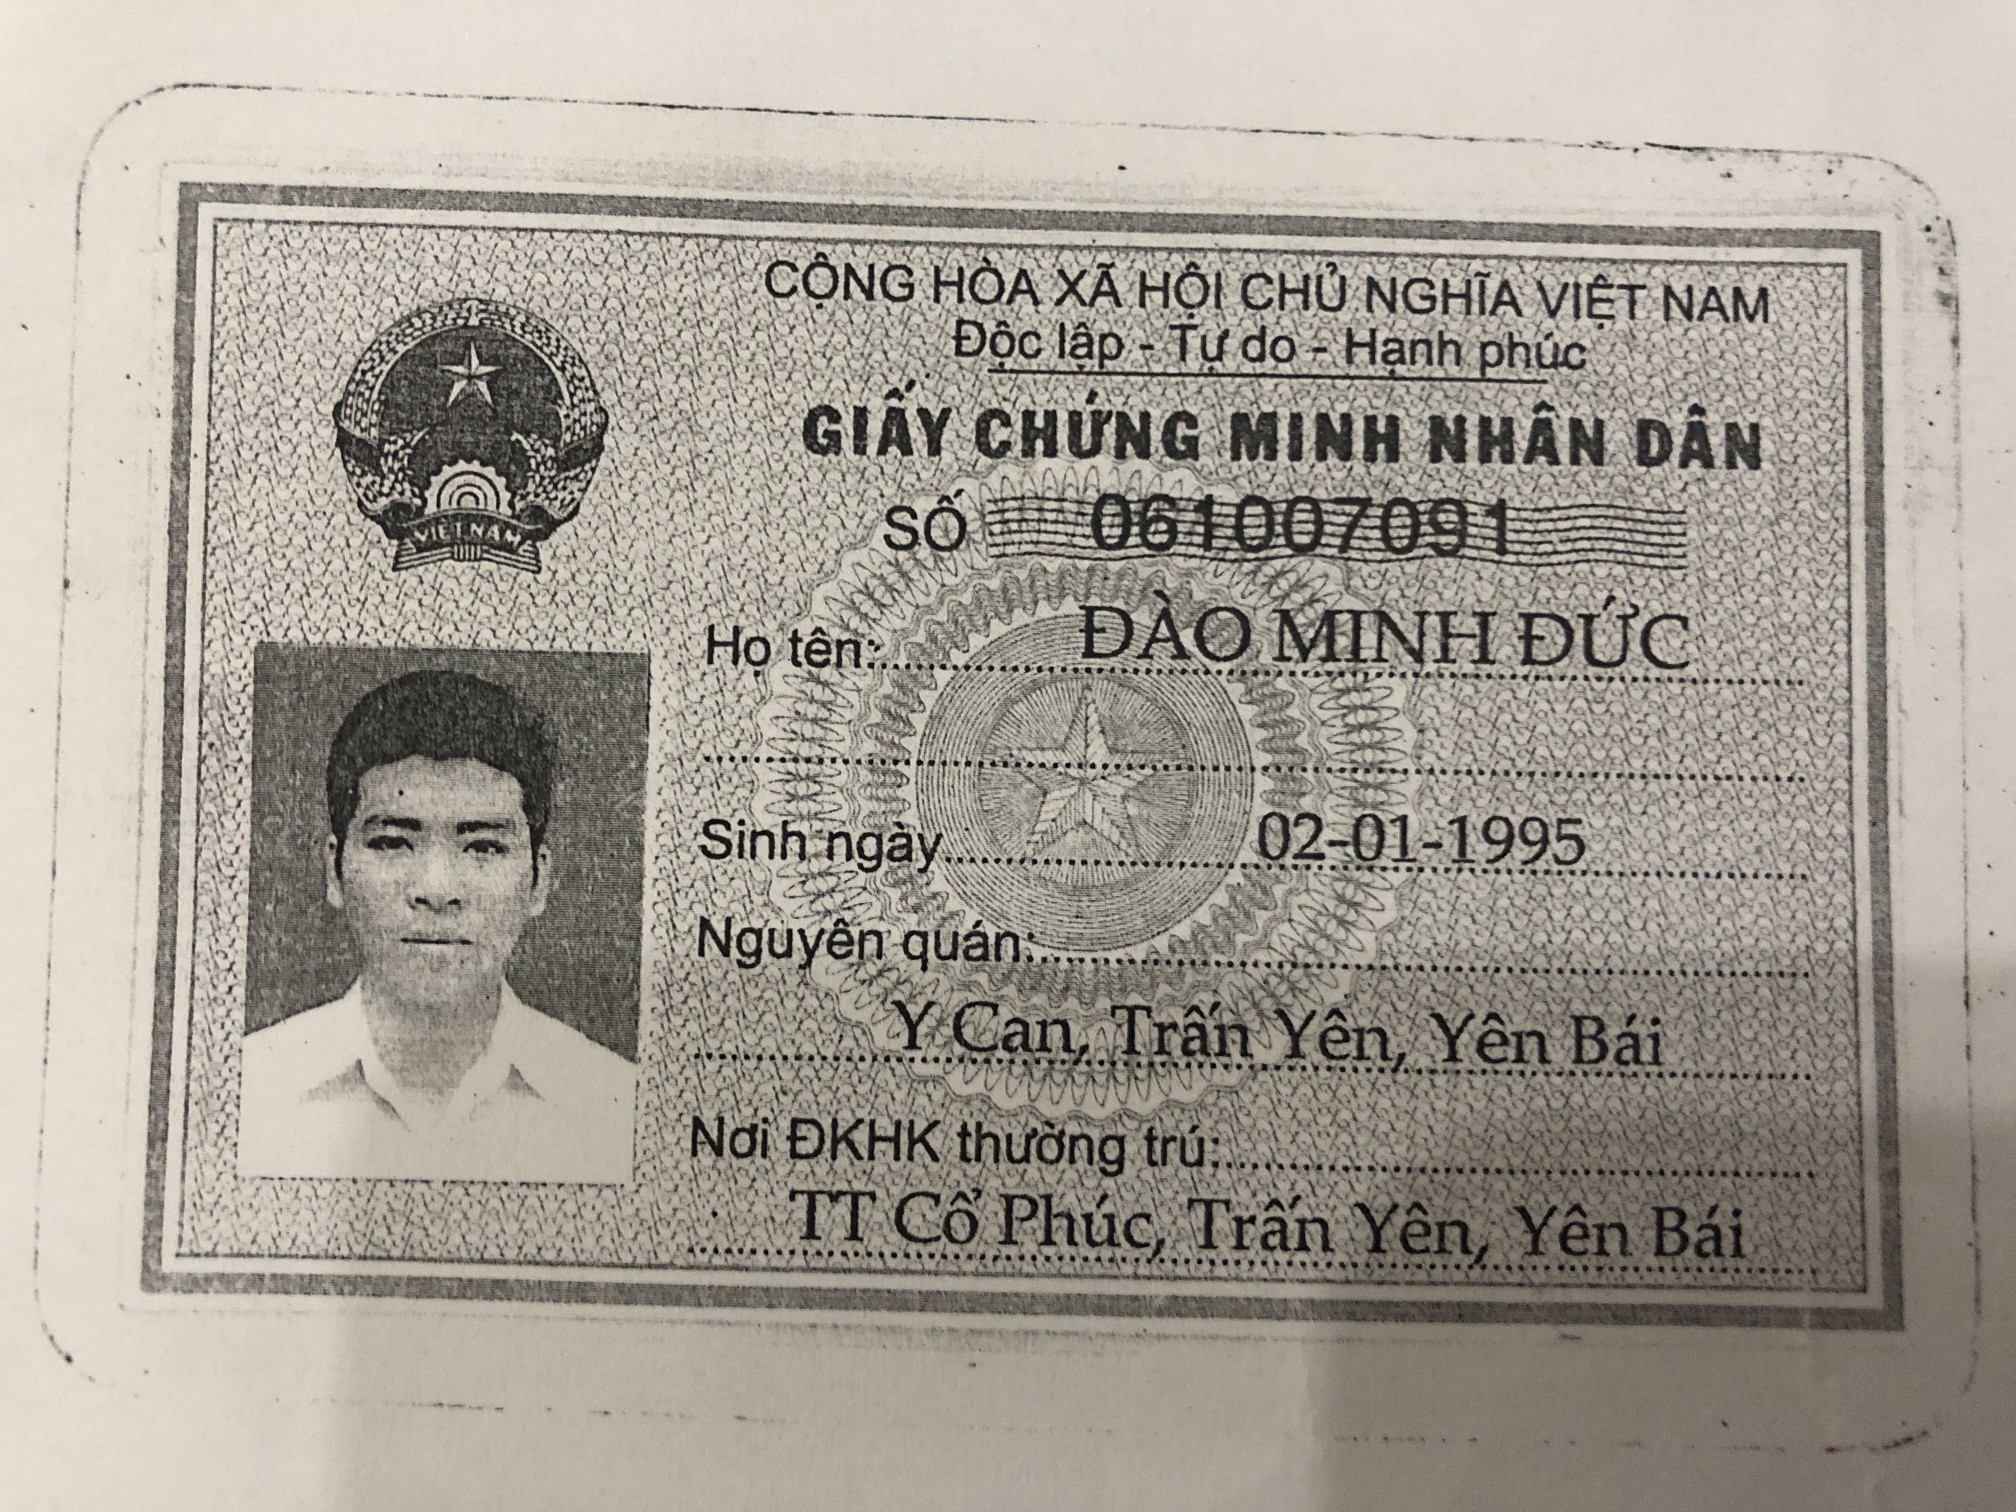 CỘNG HÒA XÃ HỘI CHỦ NGHĨA VIỆT NAM
Độc lập - Tự do - Hạnh phúc
GIẤY CHỨNG MINH NHÂN DÂN
SỐ 061007091
Họ tên: ĐÀO MINH ĐỨC
Sinh ngày 02-01-1995
Nguyên quán:
Y Can, Trấn Yên, Yên Bái
Nơi ĐKHK thường trú:
TT Cổ Phúc, Trấn Yên, Yên Bái
VIỆT NAM